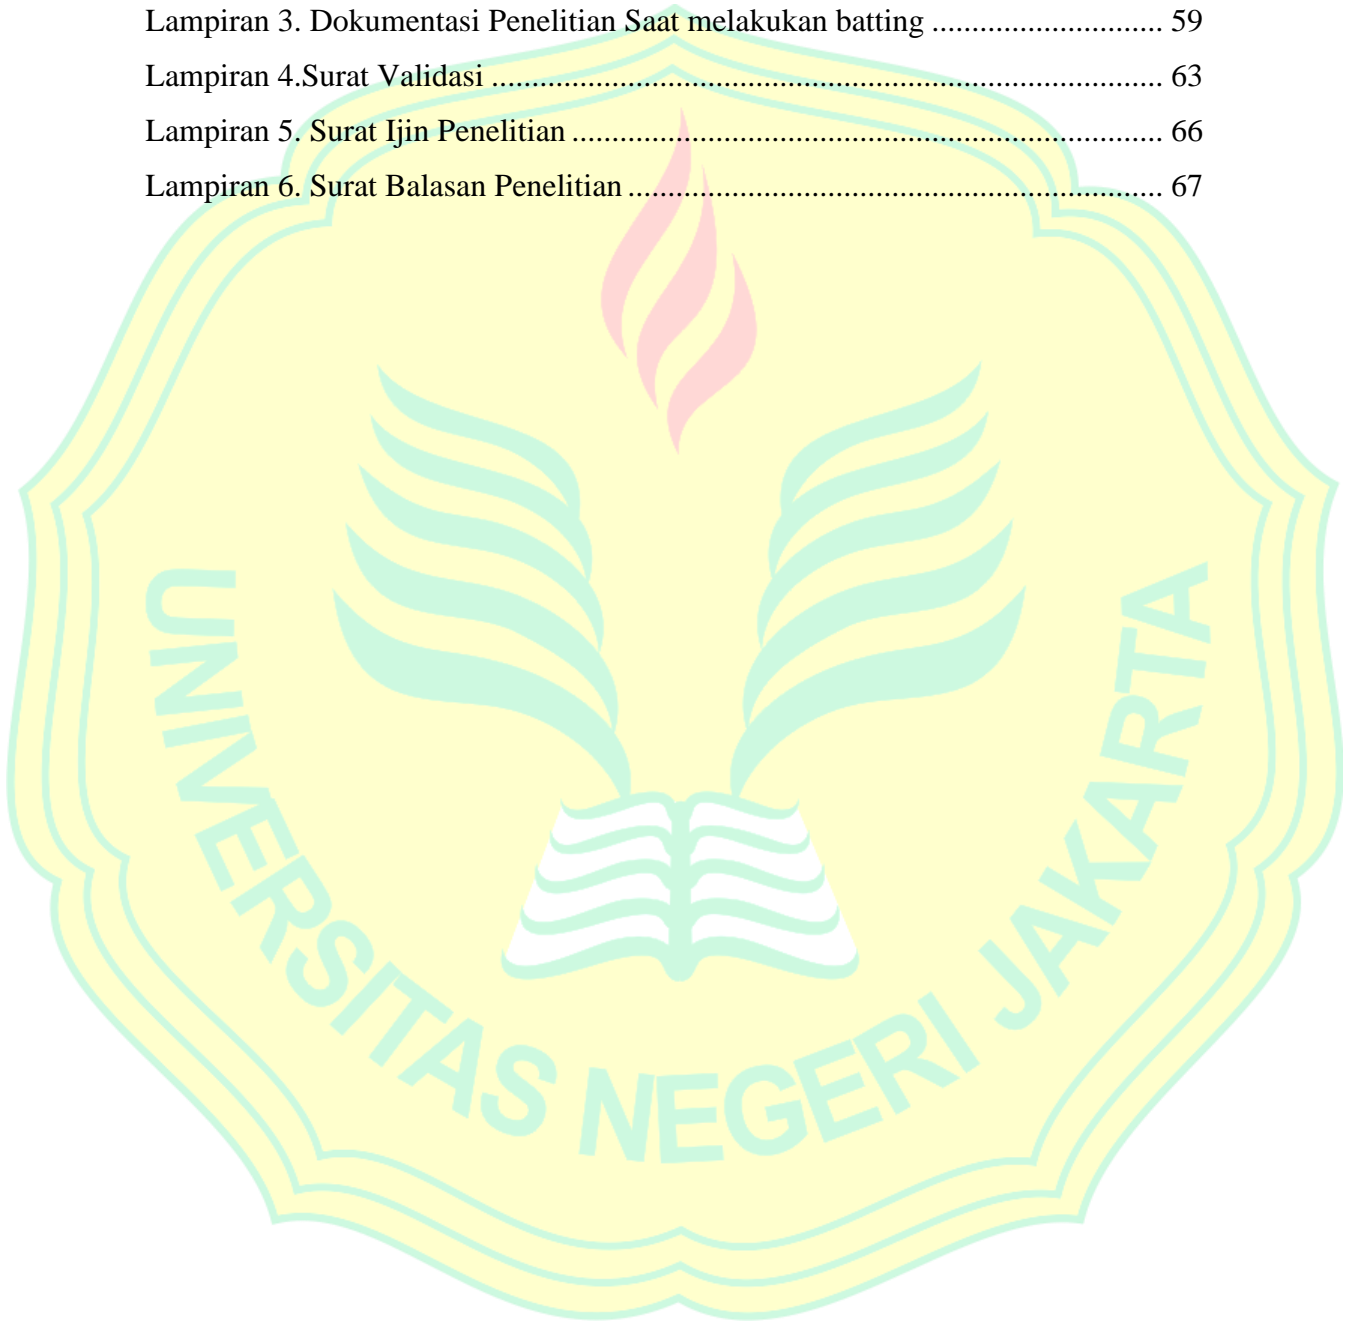 Lampiran 3. Dokumentasi Penelitian Saat melakukan batting ............................. 59
Lampiran 4.Surat Validasi .................................................................................... 63
Lampiran 5. Surat Ijin Penelitian .......................................................................... 66
Lampiran 6. Surat Balasan Penelitian ................................................................... 67
UNIVERSITAS NEGERI JAKARTA